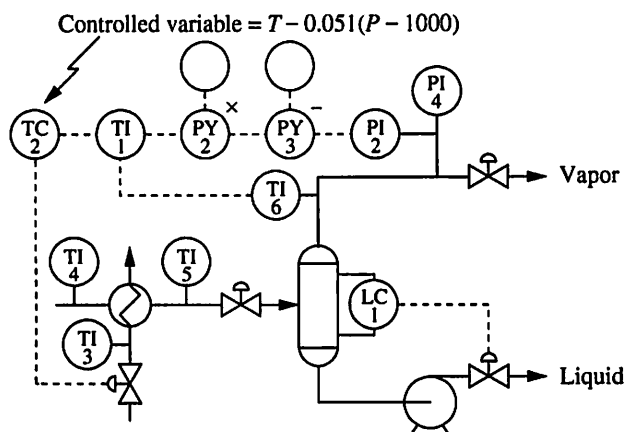 Controlled variable = T − 0.051(P − 1000)
PI
4
TC
2
TI
1
PY
2
×
PY
3
−
PI
2
Vapor
TI
6
TI
4
TI
5
LC
1
TI
3
Liquid